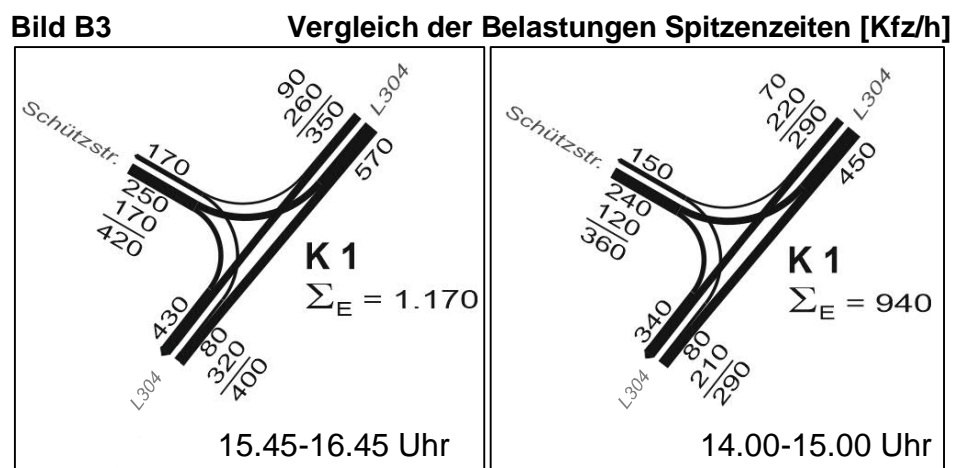 Bild B3 Vergleich der Belastungen Spitzenzeiten [Kfz/h]
Schützstr.
170
250
170
420
90
260
350
L304
570
K 1
ΣE = 1.170
430
L304
80
320
400
15.45-16.45 Uhr
Schützstr.
150
240
120
360
70
220
290
L304
450
K 1
ΣE = 940
340
L304
80
210
290
14.00-15.00 Uhr